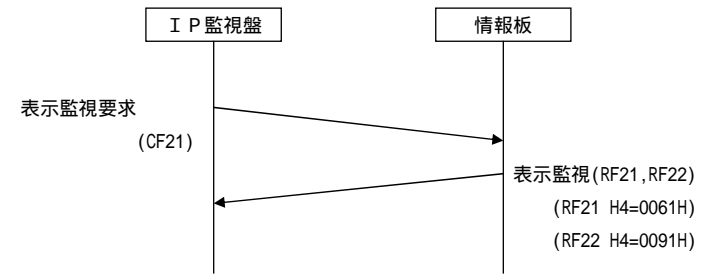 ＩＰ監視盤
情報板
表示監視要求
(CF21)
表示監視(RF21,RF22)
(RF21 H4=0061H)
(RF22 H4=0091H)